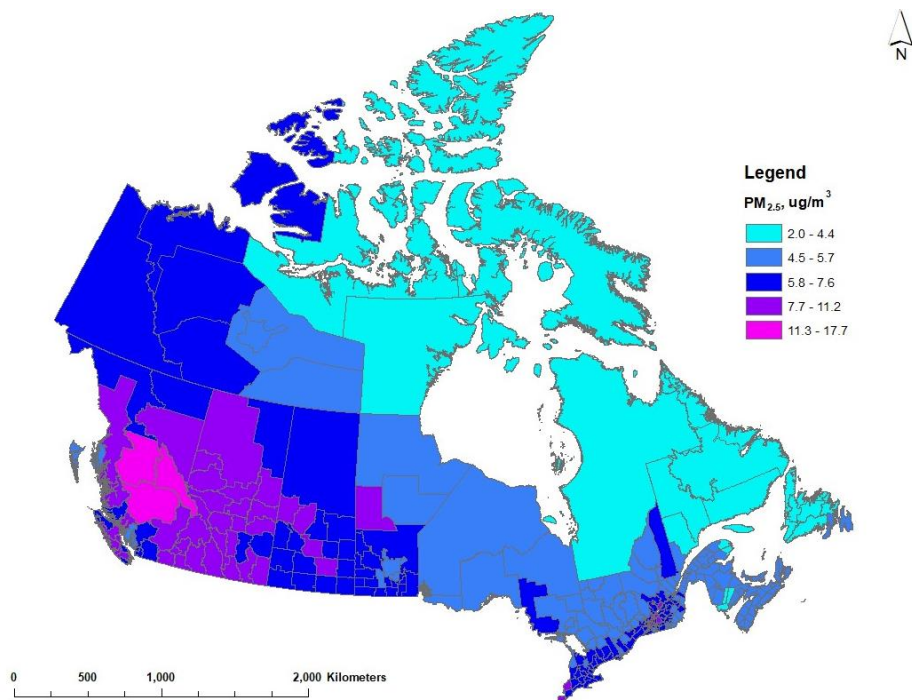 N
Legend
PM2.5, ug/m3
2.0 - 4.4
4.5 - 5.7
5.8 - 7.6
7.7 - 11.2
11.3 - 17.7
0 500 1,000 2,000 Kilometers